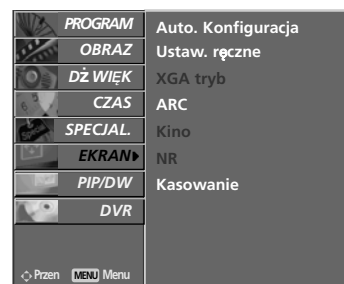 PROGRAM
OBRAZ
DŹWIĘK
CZAS
SPECJAL.
EKRAN
PIP/DW
DVR
Przen MENU Menu
Auto. Konfiguracja
Ustaw. ręczne
XGA tryb
ARC
Kino
NR
Kasowanie